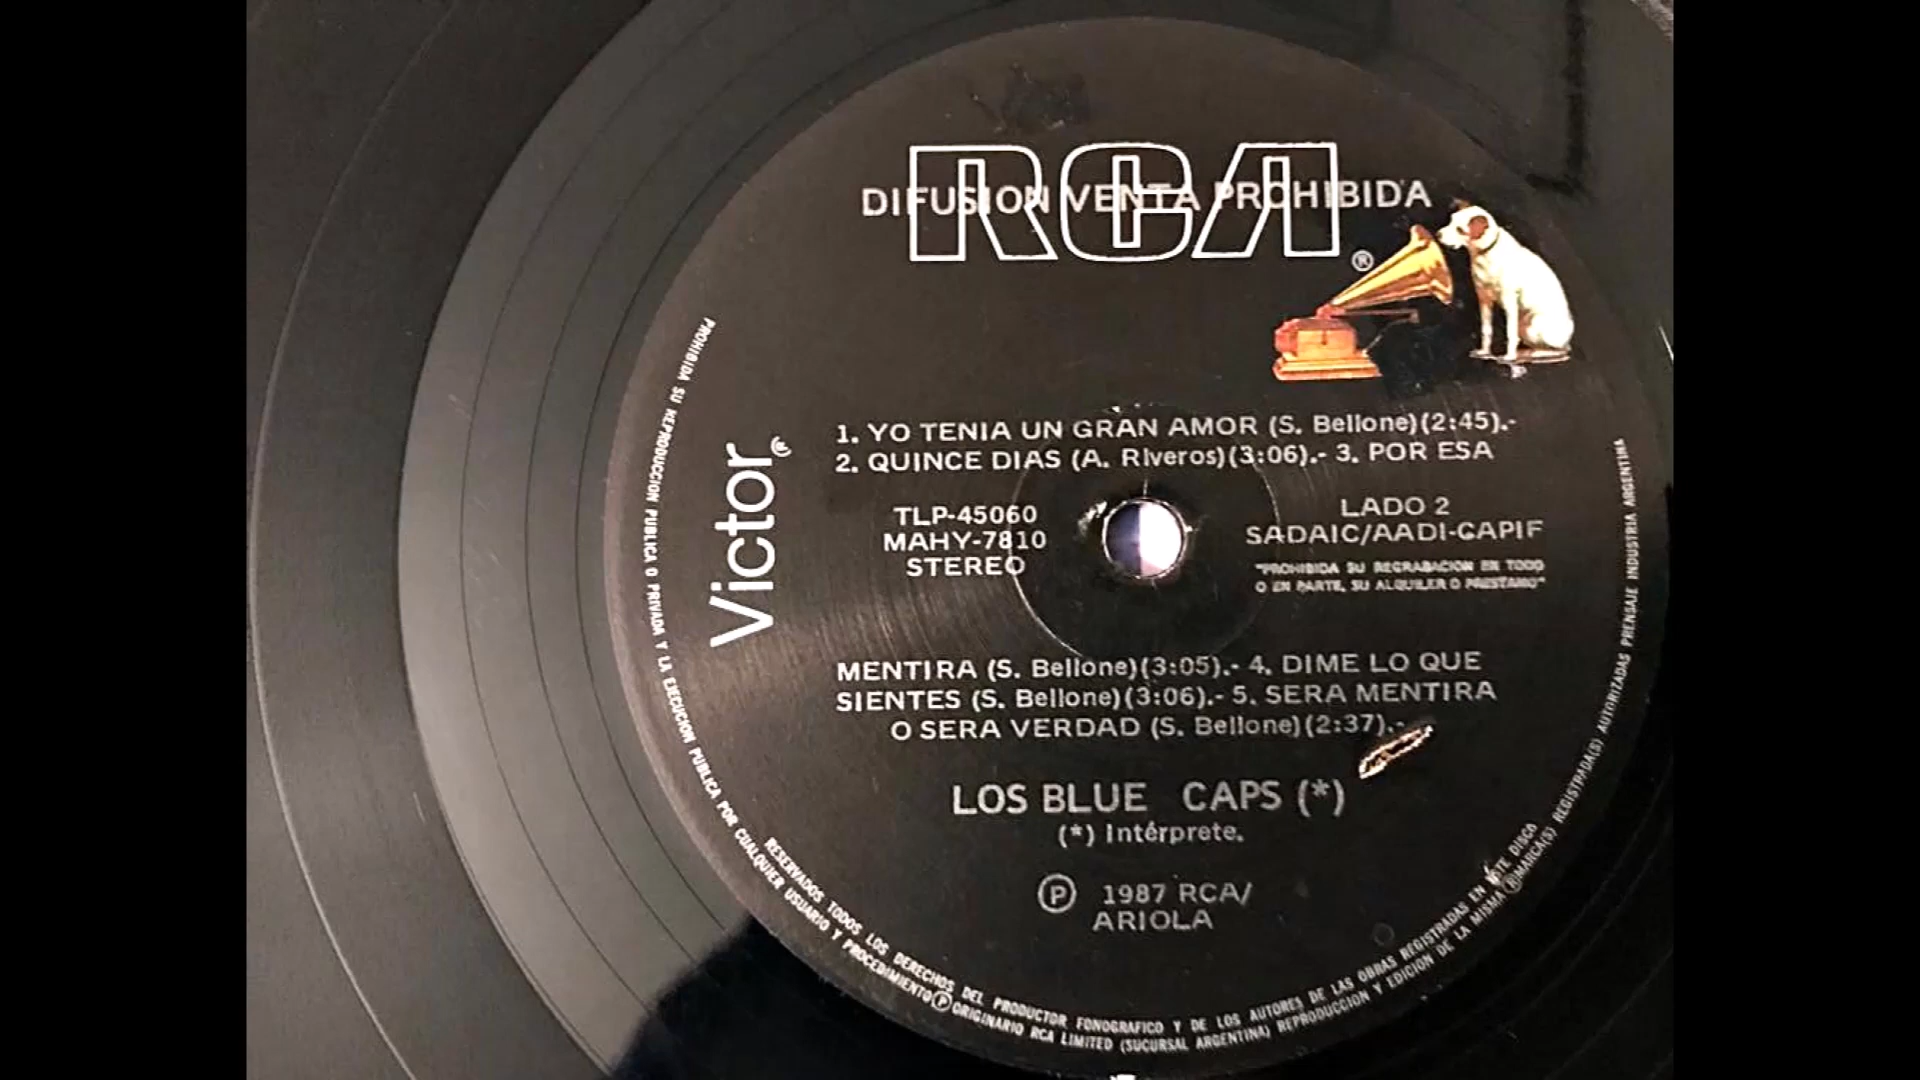 RCA®
DIFUSION VENTA PROHIBIDA
Victor®
1. YO TENIA UN GRAN AMOR (S. Bellone)(2:45).-
2. QUINCE DIAS (A. Riveros)(3:06).- 3. POR ESA
TLP-45060
MAHY-7810
STEREO
LADO 2
SADAIC/AADI-CAPIF
"PROHIBIDA SU REGRABACION EN TODO
O EN PARTE, SU ALQUILER O PRESTAMO"
MENTIRA (S. Bellone)(3:05).- 4. DIME LO QUE
SIENTES (S. Bellone)(3:06).- 5. SERA MENTIRA
O SERA VERDAD (S. Bellone)(2:37).-
LOS BLUE CAPS (*)
(*) Intérprete.
Ⓟ 1987 RCA/
ARIOLA
PROHIBIDA SU REPRODUCCION PUBLICA O PRIVADA Y LA EJECUCION PUBLICA POR CUALQUIER USUARIO Y PROCEDIMIENTO Ⓟ ORIGINARIO RCA LIMITED (SUCURSAL ARGENTINA) REPRODUCCION Y EDICION DE LA MISMA ® MARCA(S) REGISTRADA(S) AUTORIZADAS PRENSAJE INDUSTRIA ARGENTINA
RESERVADOS TODOS LOS DERECHOS DEL PRODUCTOR FONOGRAFICO Y DE LOS AUTORES DE LAS OBRAS REGISTRADAS EN ESTE DISCO